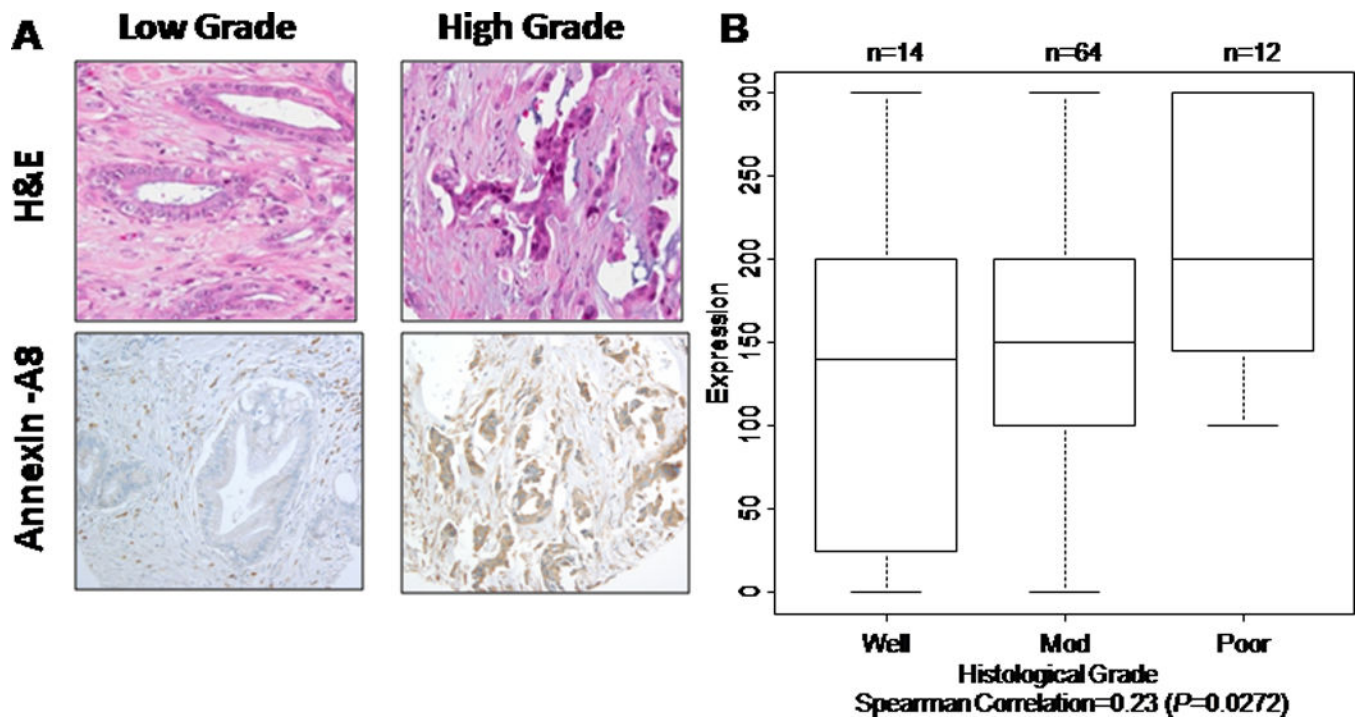 A
Low Grade
High Grade
H&E
Annexin -A8
B
n=14
n=64
n=12
Expression
300
250
200
150
100
50
0
Well
Mod
Poor
Histological Grade
Spearman Correlation=0.23 (P=0.0272)